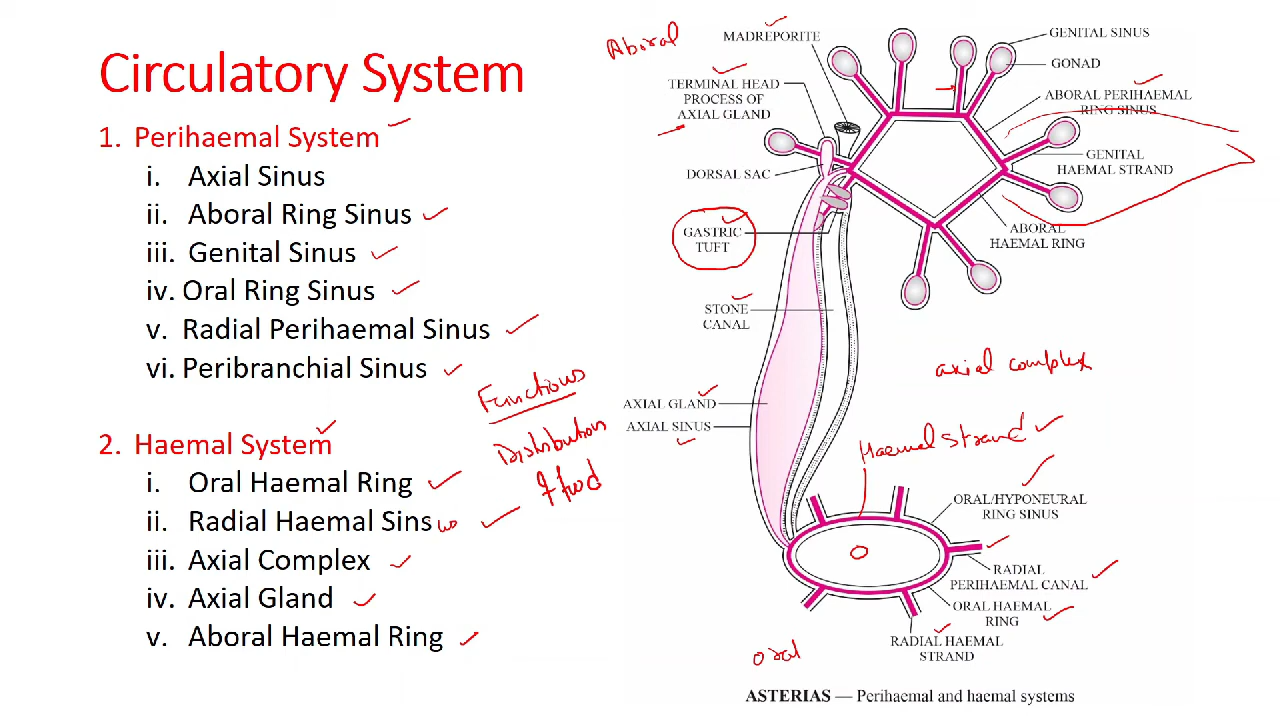 Circulatory System
1. Perihaemal System
i. Axial Sinus
ii. Aboral Ring Sinus
iii. Genital Sinus
iv. Oral Ring Sinus
v. Radial Perihaemal Sinus
vi. Peribranchial Sinus
2. Haemal System
i. Oral Haemal Ring
ii. Radial Haemal Sinsus
iii. Axial Complex
iv. Axial Gland
v. Aboral Haemal Ring
Functions
Distribution
of food
Aboral
MADREPORITE
TERMINAL HEAD
PROCESS OF
AXIAL GLAND
DORSAL SAC
GASTRIC
TUFT
STONE
CANAL
AXIAL GLAND
AXIAL SINUS
GENITAL SINUS
GONAD
ABORAL PERIHAEMAL
RING SINUS
GENITAL
HAEMAL STRAND
ABORAL
HAEMAL RING
axial complex
Haemal strand
ORAL/HYPONEURAL
RING SINUS
RADIAL
PERIHAEMAL CANAL
ORAL HAEMAL
RING
RADIAL HAEMAL
STRAND
oral
ASTERIAS — Perihaemal and haemal systems